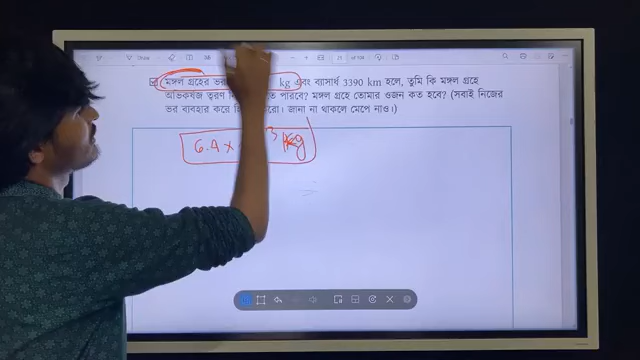 মঙ্গল গ্রহের ভর kg এবং ব্যাসার্ধ 3390 km হলে, তুমি কি মঙ্গল গ্রহে
অভিকর্ষজ ত্বরণ পারবে? মঙ্গল গ্রহে তোমার ওজন কত হবে? (সবাই নিজের
ভর ব্যবহার করে জানা না থাকলে মেপে নাও।)
6.4 × 3 kg